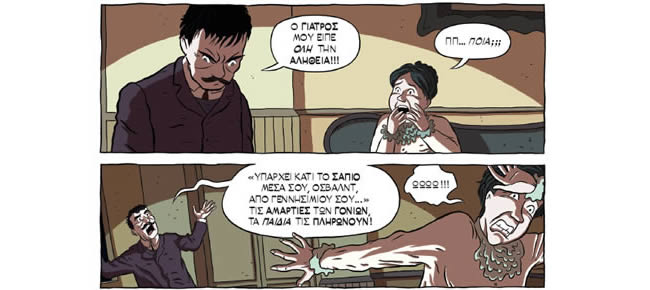 Ο ΓΙΑΤΡΟΣ
ΜΟΥ ΕΙΠΕ
ΟΛΗ ΤΗΝ
ΑΛΗΘΕΙΑ!!!
ΠΠ... ΠΟΙΑ;;;
«ΥΠΑΡΧΕΙ ΚΑΤΙ ΤΟ ΣΑΠΙΟ
ΜΕΣΑ ΣΟΥ, ΟΣΒΑΛΝΤ,
ΑΠΟ ΓΕΝΝΗΣΙΜΙΟΥ ΣΟΥ...»
ΤΙΣ ΑΜΑΡΤΙΕΣ ΤΩΝ ΓΟΝΙΩΝ,
ΤΑ ΠΑΙΔΙΑ ΤΙΣ ΠΛΗΡΩΝΟΥΝ!
ΩΩΩΩ!!!